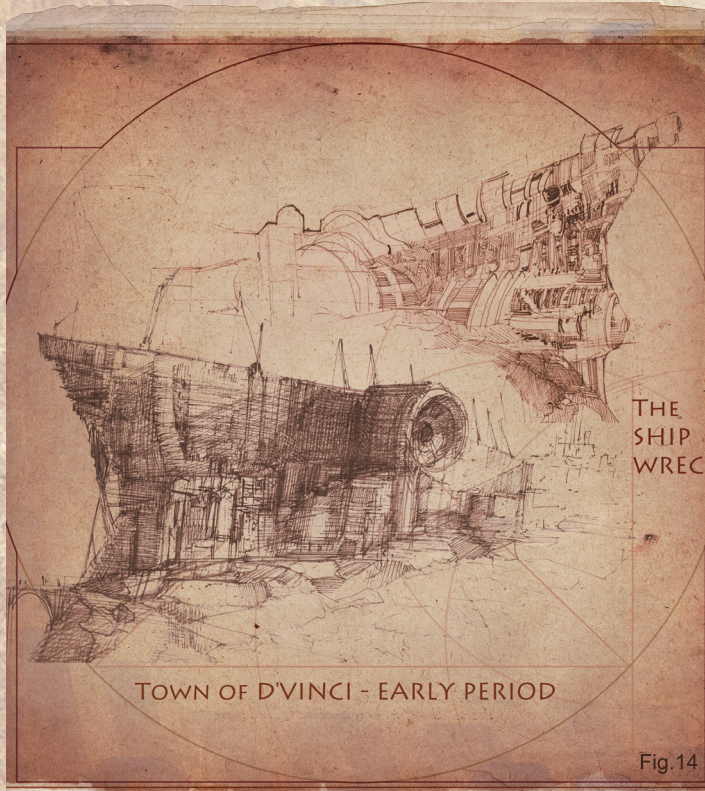 The
ship
wrec
Town of D'Vinci - early period
Fig.14